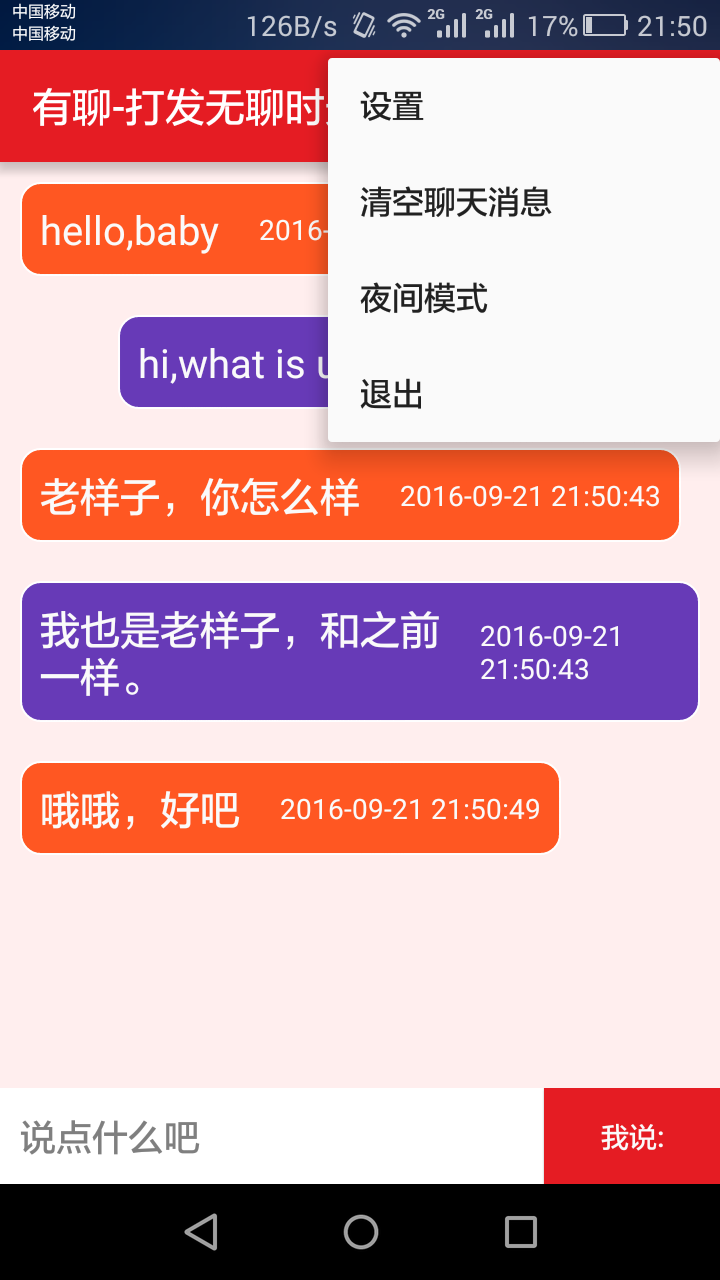 中国移动
中国移动
126B/s 2G 2G 17% 21:50
有聊-打发无聊时
设置
清空聊天消息
夜间模式
退出
hello,baby 2016-
hi,what is u
老样子，你怎么样 2016-09-21 21:50:43
我也是老样子，和之前
一样。
2016-09-21
21:50:43
哦哦，好吧 2016-09-21 21:50:49
说点什么吧
我说: